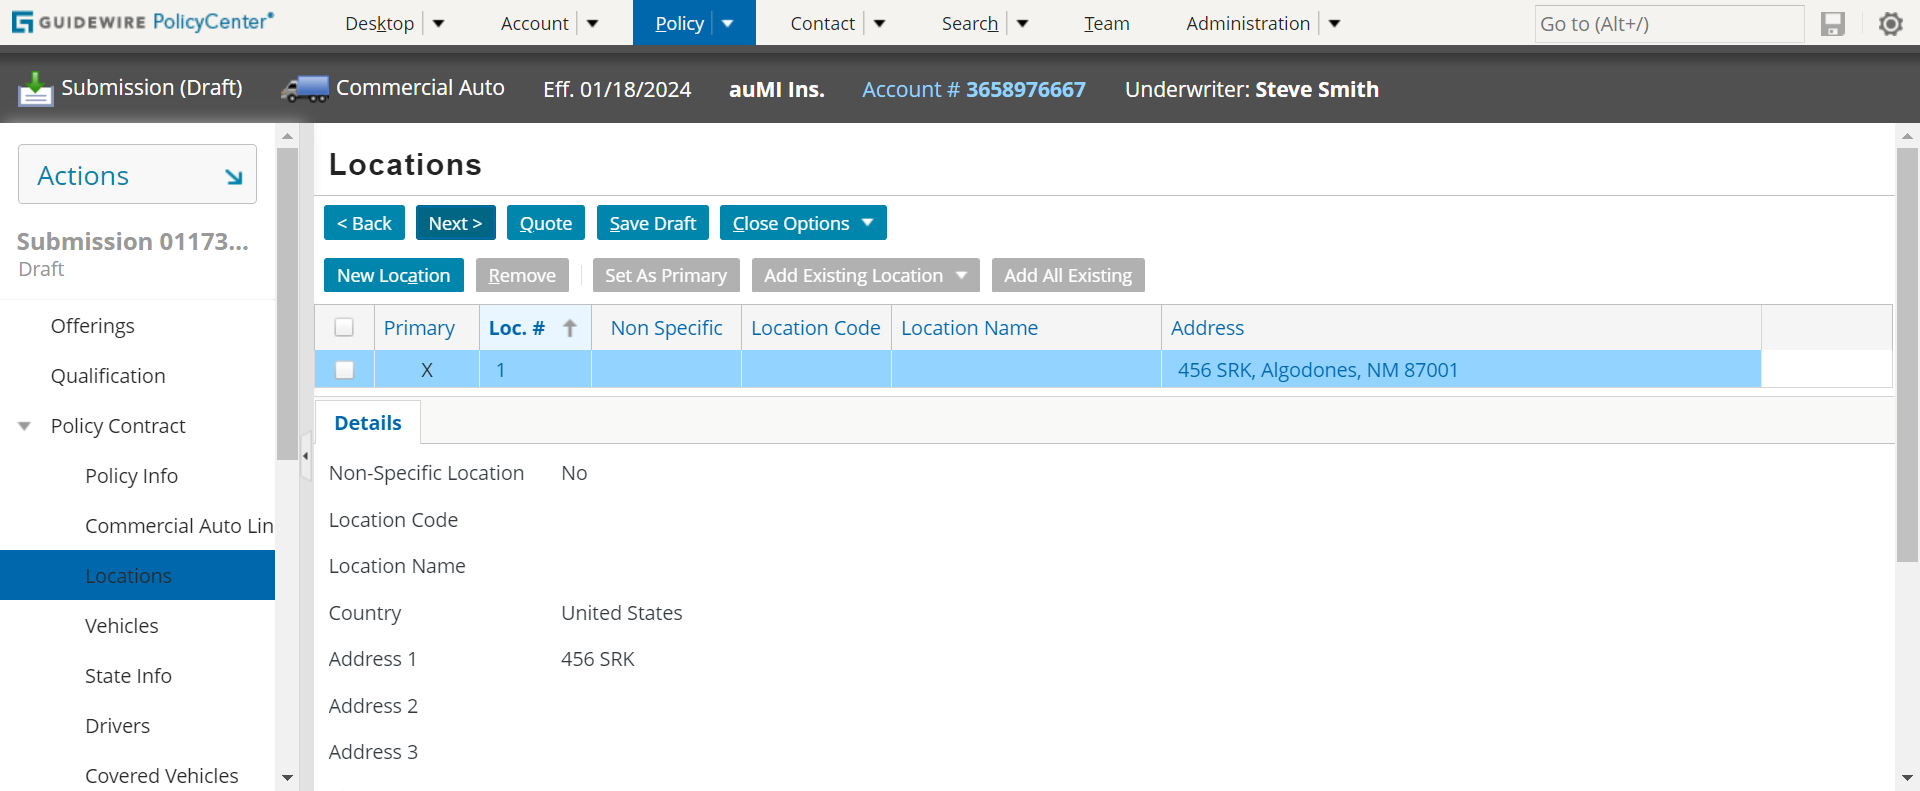 GUIDEWIRE PolicyCenter® Desktop Account Policy Contact Search Team Administration Go to (Alt+/)
Submission (Draft) Commercial Auto Eff. 01/18/2024 auMI Ins. Account # 3658976667 Underwriter: Steve Smith
Actions
Submission 01173...
Draft
Offerings
Qualification
Policy Contract
Policy Info
Commercial Auto Lin
Locations
Vehicles
State Info
Drivers
Covered Vehicles
Locations
< Back Next > Quote Save Draft Close Options
New Location Remove Set As Primary Add Existing Location Add All Existing
Primary Loc. # Non Specific Location Code Location Name Address
X 1 456 SRK, Algodones, NM 87001
Details
Non-Specific Location No
Location Code
Location Name
Country United States
Address 1 456 SRK
Address 2
Address 3